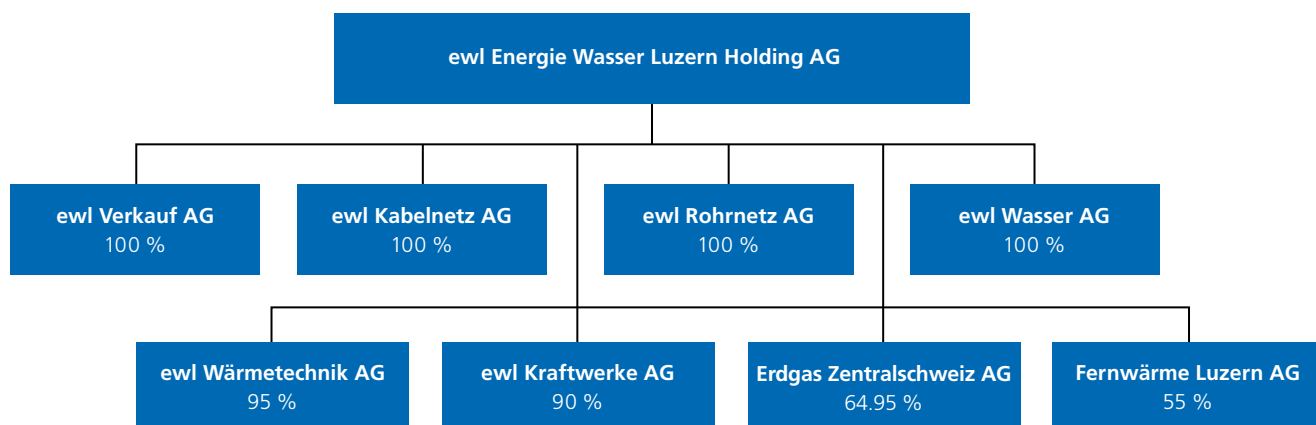 ewl Energie Wasser Luzern Holding AG
ewl Verkauf AG
100 %
ewl Kabelnetz AG
100 %
ewl Rohrnetz AG
100 %
ewl Wasser AG
100 %
ewl Wärmetechnik AG
95 %
ewl Kraftwerke AG
90 %
Erdgas Zentralschweiz AG
64.95 %
Fernwärme Luzern AG
55 %